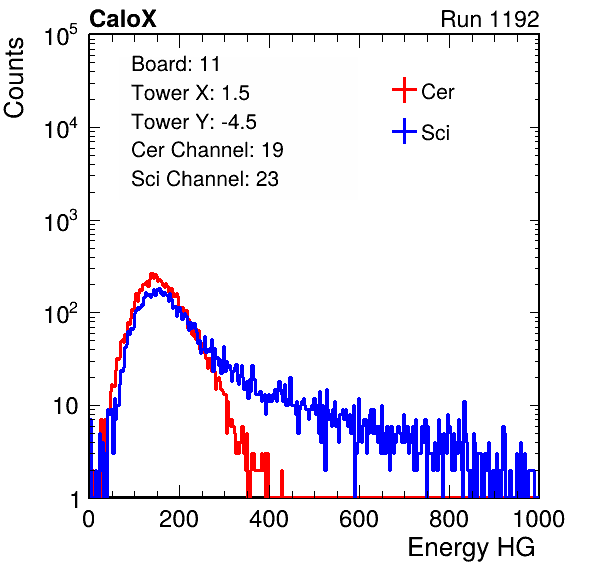 CaloX Run 1192
Counts
Board: 11
Tower X: 1.5
Tower Y: -4.5
Cer Channel: 19
Sci Channel: 23
Cer
Sci
10^5
10^4
10^3
10^2
10
1
0 200 400 600 800 1000
Energy HG